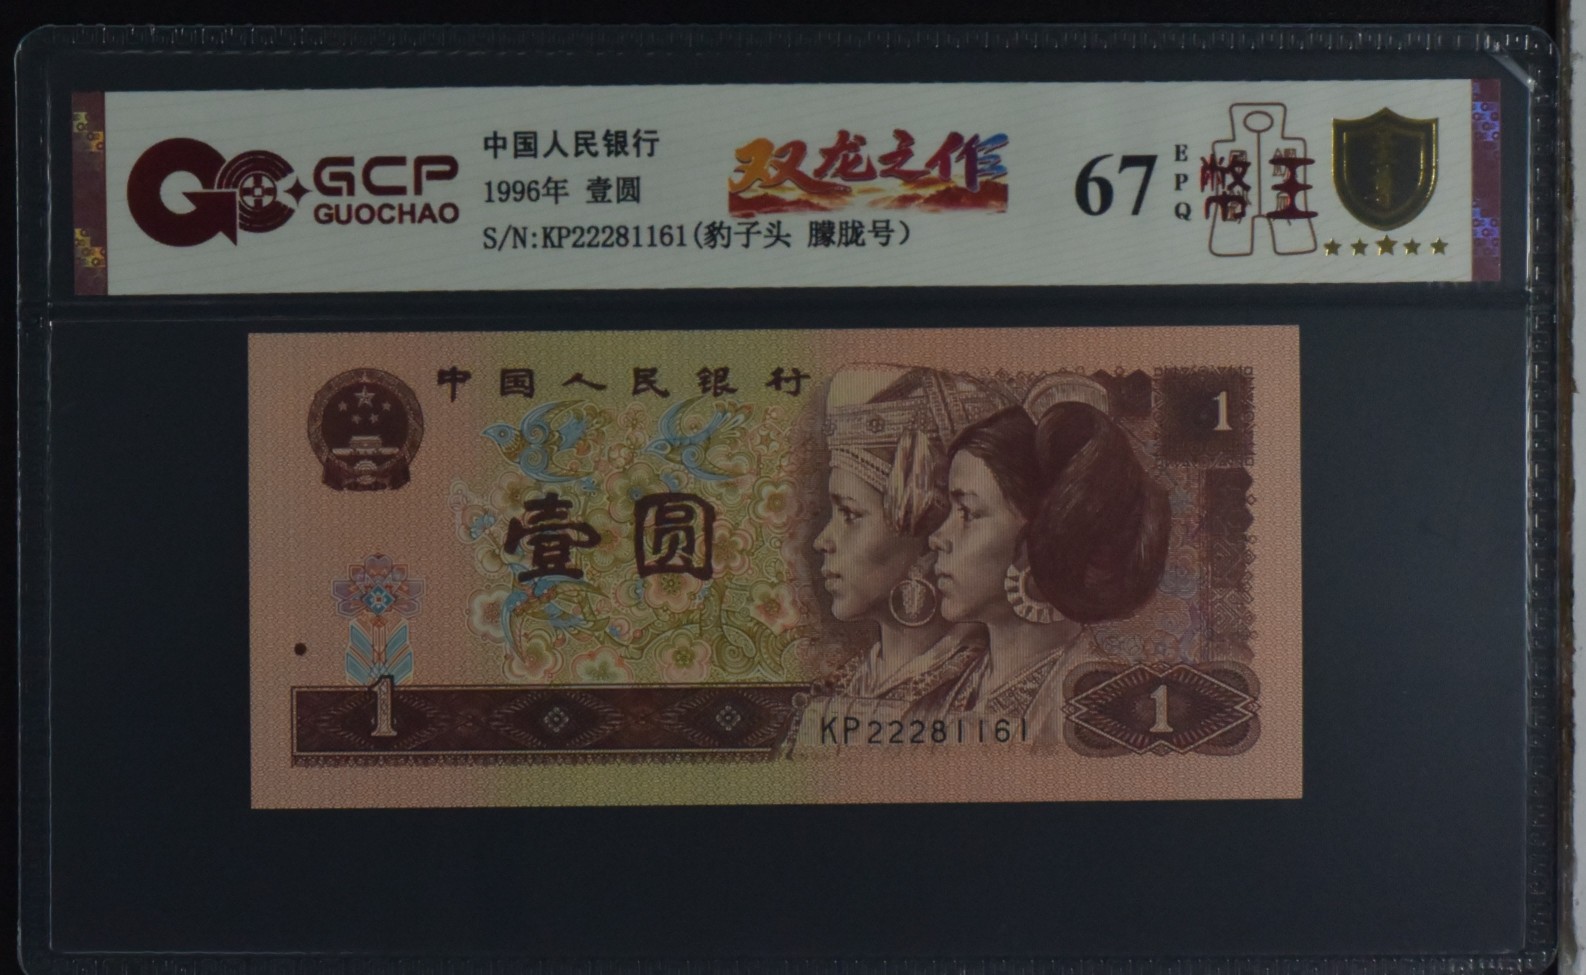 GCP
GUOCHAO
中国人民银行
1996年 壹圆
S/N:KP22281161(豹子头 朦胧号)
双龙之作
67
EPQ
中国人民银行
1
壹圆
1
KP22281161
1